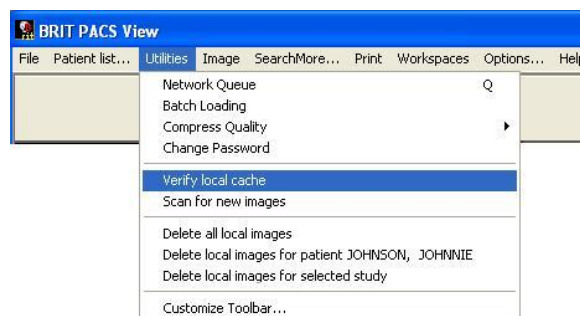 BRIT PACS View
File Patient list... Utilities Image SearchMore... Print Workspaces Options... Help
Network Queue Q
Batch Loading
Compress Quality
Change Password
Verify local cache
Scan for new images
Delete all local images
Delete local images for patient JOHNSON, JOHNNIE
Delete local images for selected study
Customize Toolbar...